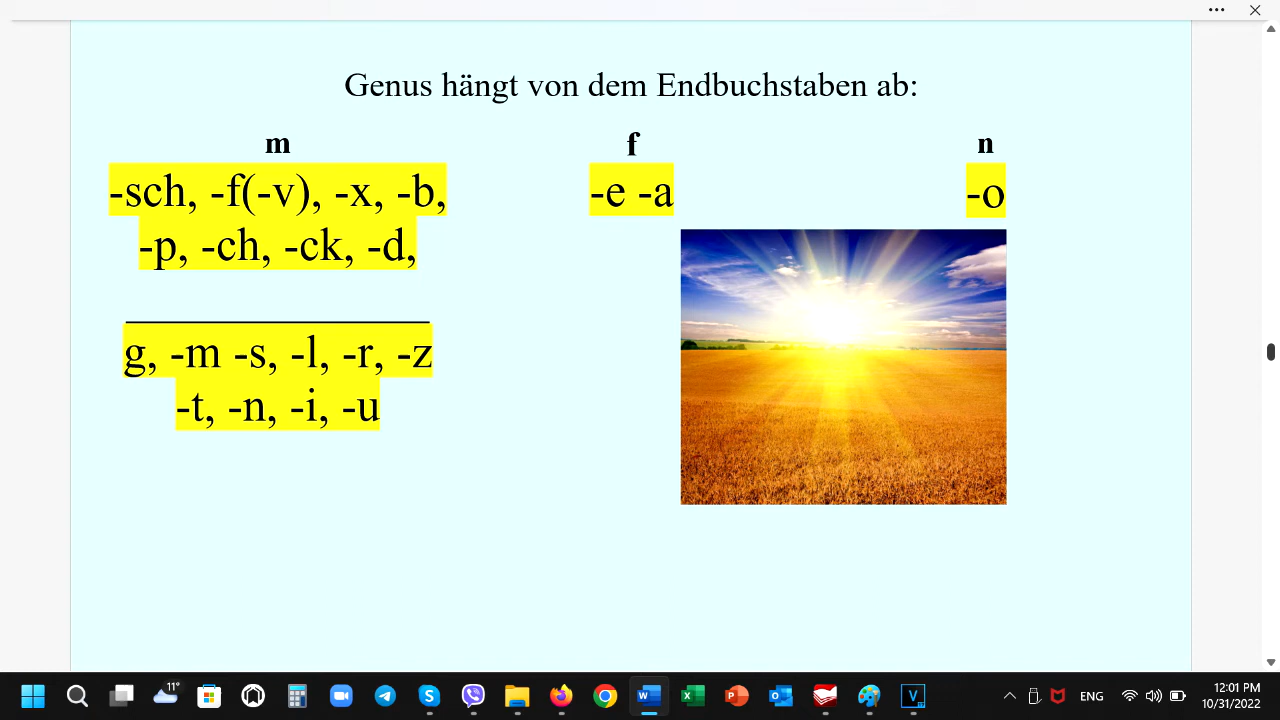 Genus hängt von dem Endbuchstaben ab:
m
f
n
-sch, -f(-v), -x, -b,
-e -a
-o
-p, -ch, -ck, -d,
g, -m -s, -l, -r, -z
-t, -n, -i, -u
11°
W
X
P
O
S
V
ENG
12:01 PM
10/31/2022